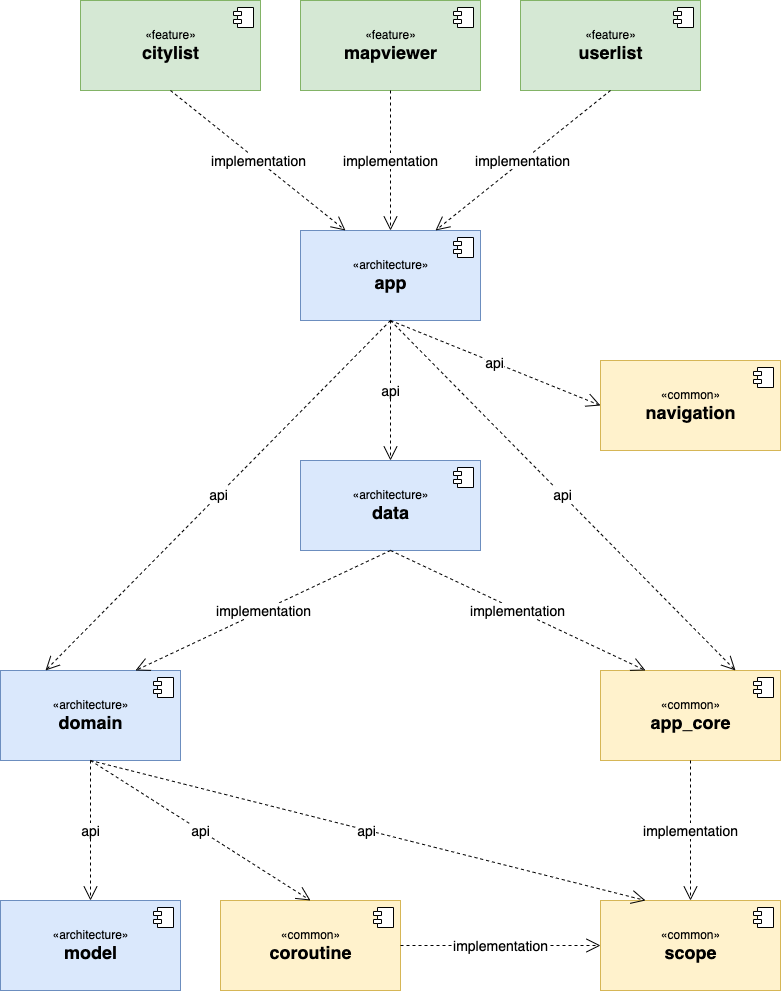 «feature»
citylist
«feature»
mapviewer
«feature»
userlist
implementation
implementation
implementation
«architecture»
app
api
api
«common»
navigation
«architecture»
data
api
api
implementation
implementation
«architecture»
domain
«common»
app_core
api
api
api
implementation
«architecture»
model
«common»
coroutine
implementation
«common»
scope